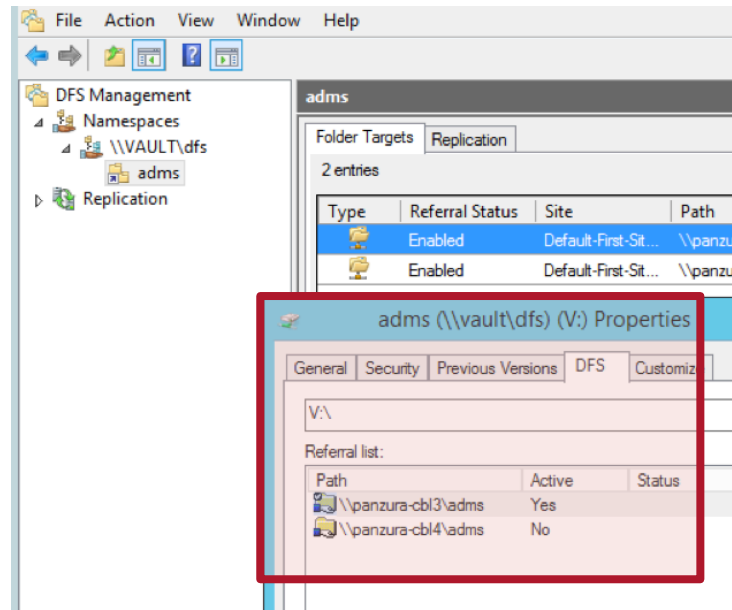 File Action View Window Help
DFS Management
Namespaces
\\VAULT\dfs
adms
Replication
adms
Folder Targets Replication
2 entries
Type Referral Status Site Path
Enabled Default-First-Sit... \\panzu
Enabled Default-First-Sit... \\panzu
adms (\\vault\dfs) (V:) Properties
General Security Previous Versions DFS Customize
V:\
Referral list:
Path Active Status
\\panzura-cbl3\adms Yes
\\panzura-cbl4\adms No